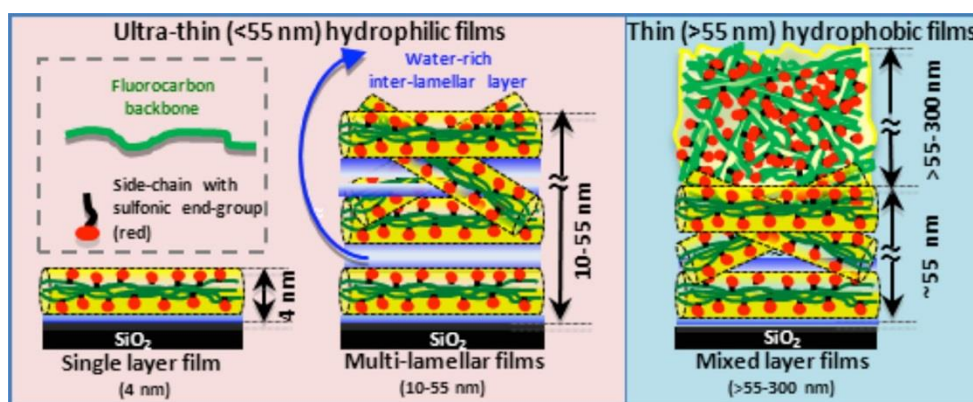 Ultra-thin (<55 nm) hydrophilic films
Thin (>55 nm) hydrophobic films
Fluorocarbon
backbone
Side-chain with
sulfonic end-group
(red)
Water-rich
inter-lamellar layer
4 nm
10-55 nm
>55-300 nm
~55 nm
SiO₂
SiO₂
SiO₂
Single layer film
(4 nm)
Multi-lamellar films
(10-55 nm)
Mixed layer films
(>55-300 nm)